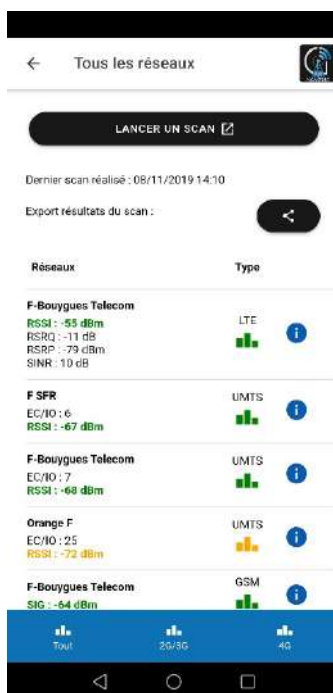 Tous les réseaux
LANCER UN SCAN
Dernier scan réalisé : 08/11/2019 14:10
Export résultats du scan :
Réseaux Type
F-Bouygues Telecom
RSSI : -55 dBm LTE
RSRQ : -11 dB
RSRP : -79 dBm
SINR : 10 dB
F SFR UMTS
EC/IO : 6
RSSI : -67 dBm
F-Bouygues Telecom UMTS
EC/IO : 7
RSSI : -68 dBm
Orange F UMTS
EC/IO : 25
RSSI : -72 dBm
F-Bouygues Telecom GSM
SIG : -64 dBm
Tout 2G/3G 4G